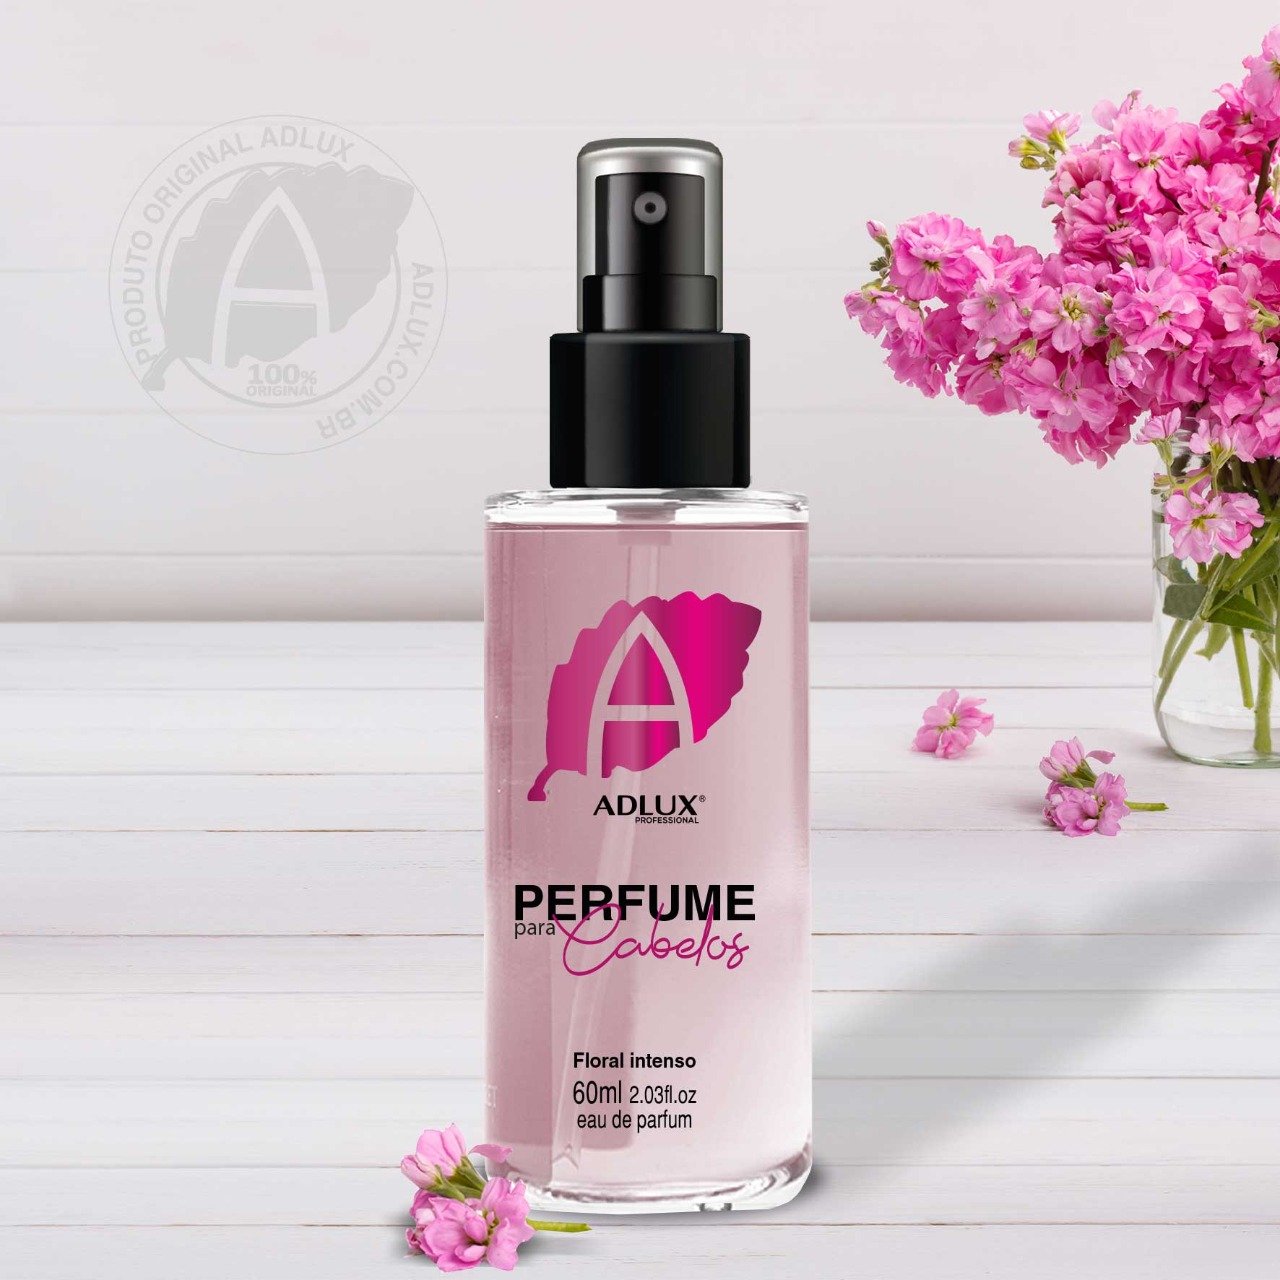 PRODUTO ORIGINAL ADLUX
ADLUX.COM.BR
100%
ORIGINAL
A
ADLUX®
PROFESSIONAL
PERFUME
para Cabelos
Floral intenso
60ml 2.03fl.oz
eau de parfum